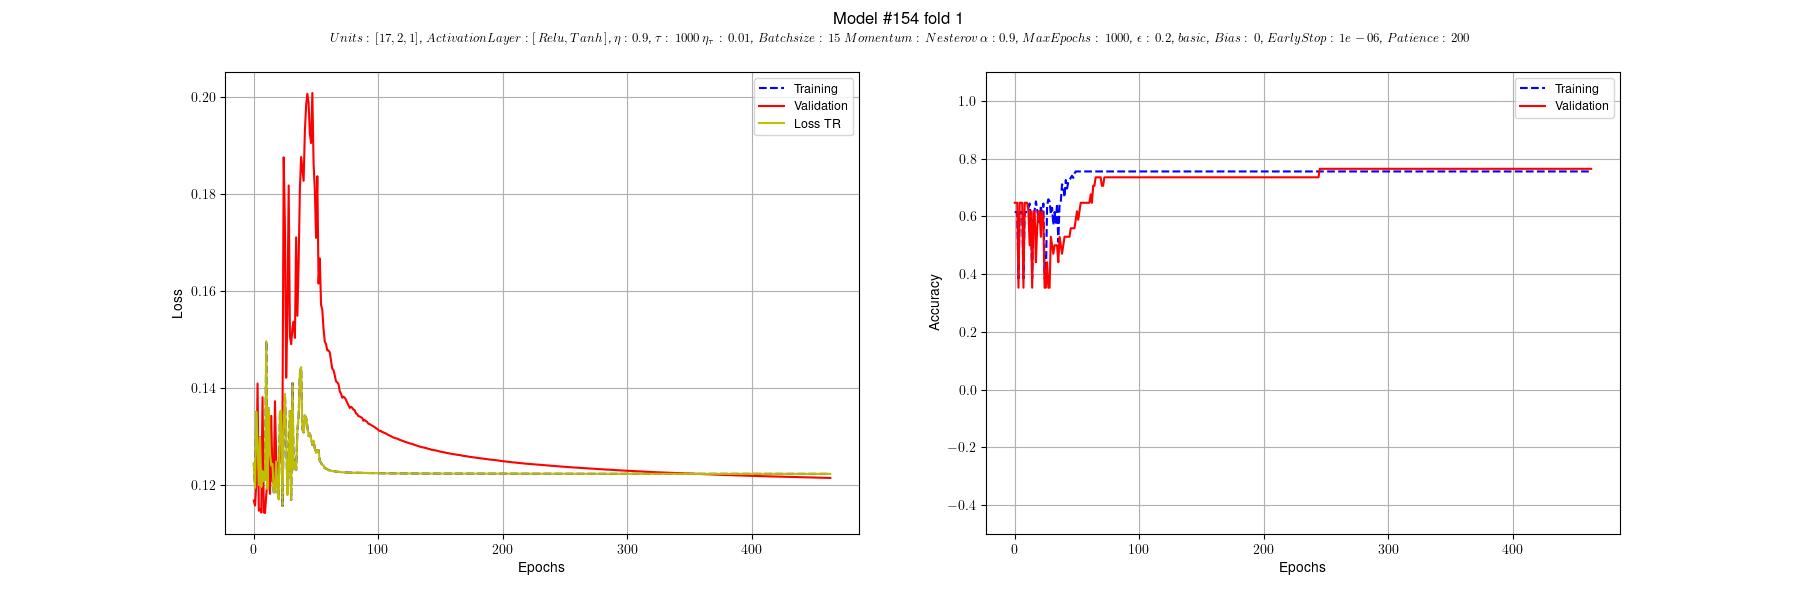 Model #154 fold 1
Units : [17, 2, 1], ActivationLayer : [Relu, Tanh], η : 0.9, τ : 1000 ητ : 0.01, Batchsize : 15 Momentum : Nesterov α : 0.9, MaxEpochs : 1000, ϵ : 0.2, basic, Bias : 0, EarlyStop : 1e − 06, Patience : 200
Loss
0.20
0.18
0.16
0.14
0.12
0 100 200 300 400
Epochs
Training
Validation
Loss TR
Accuracy
1.0
0.8
0.6
0.4
0.2
0.0
−0.2
−0.4
0 100 200 300 400
Epochs
Training
Validation